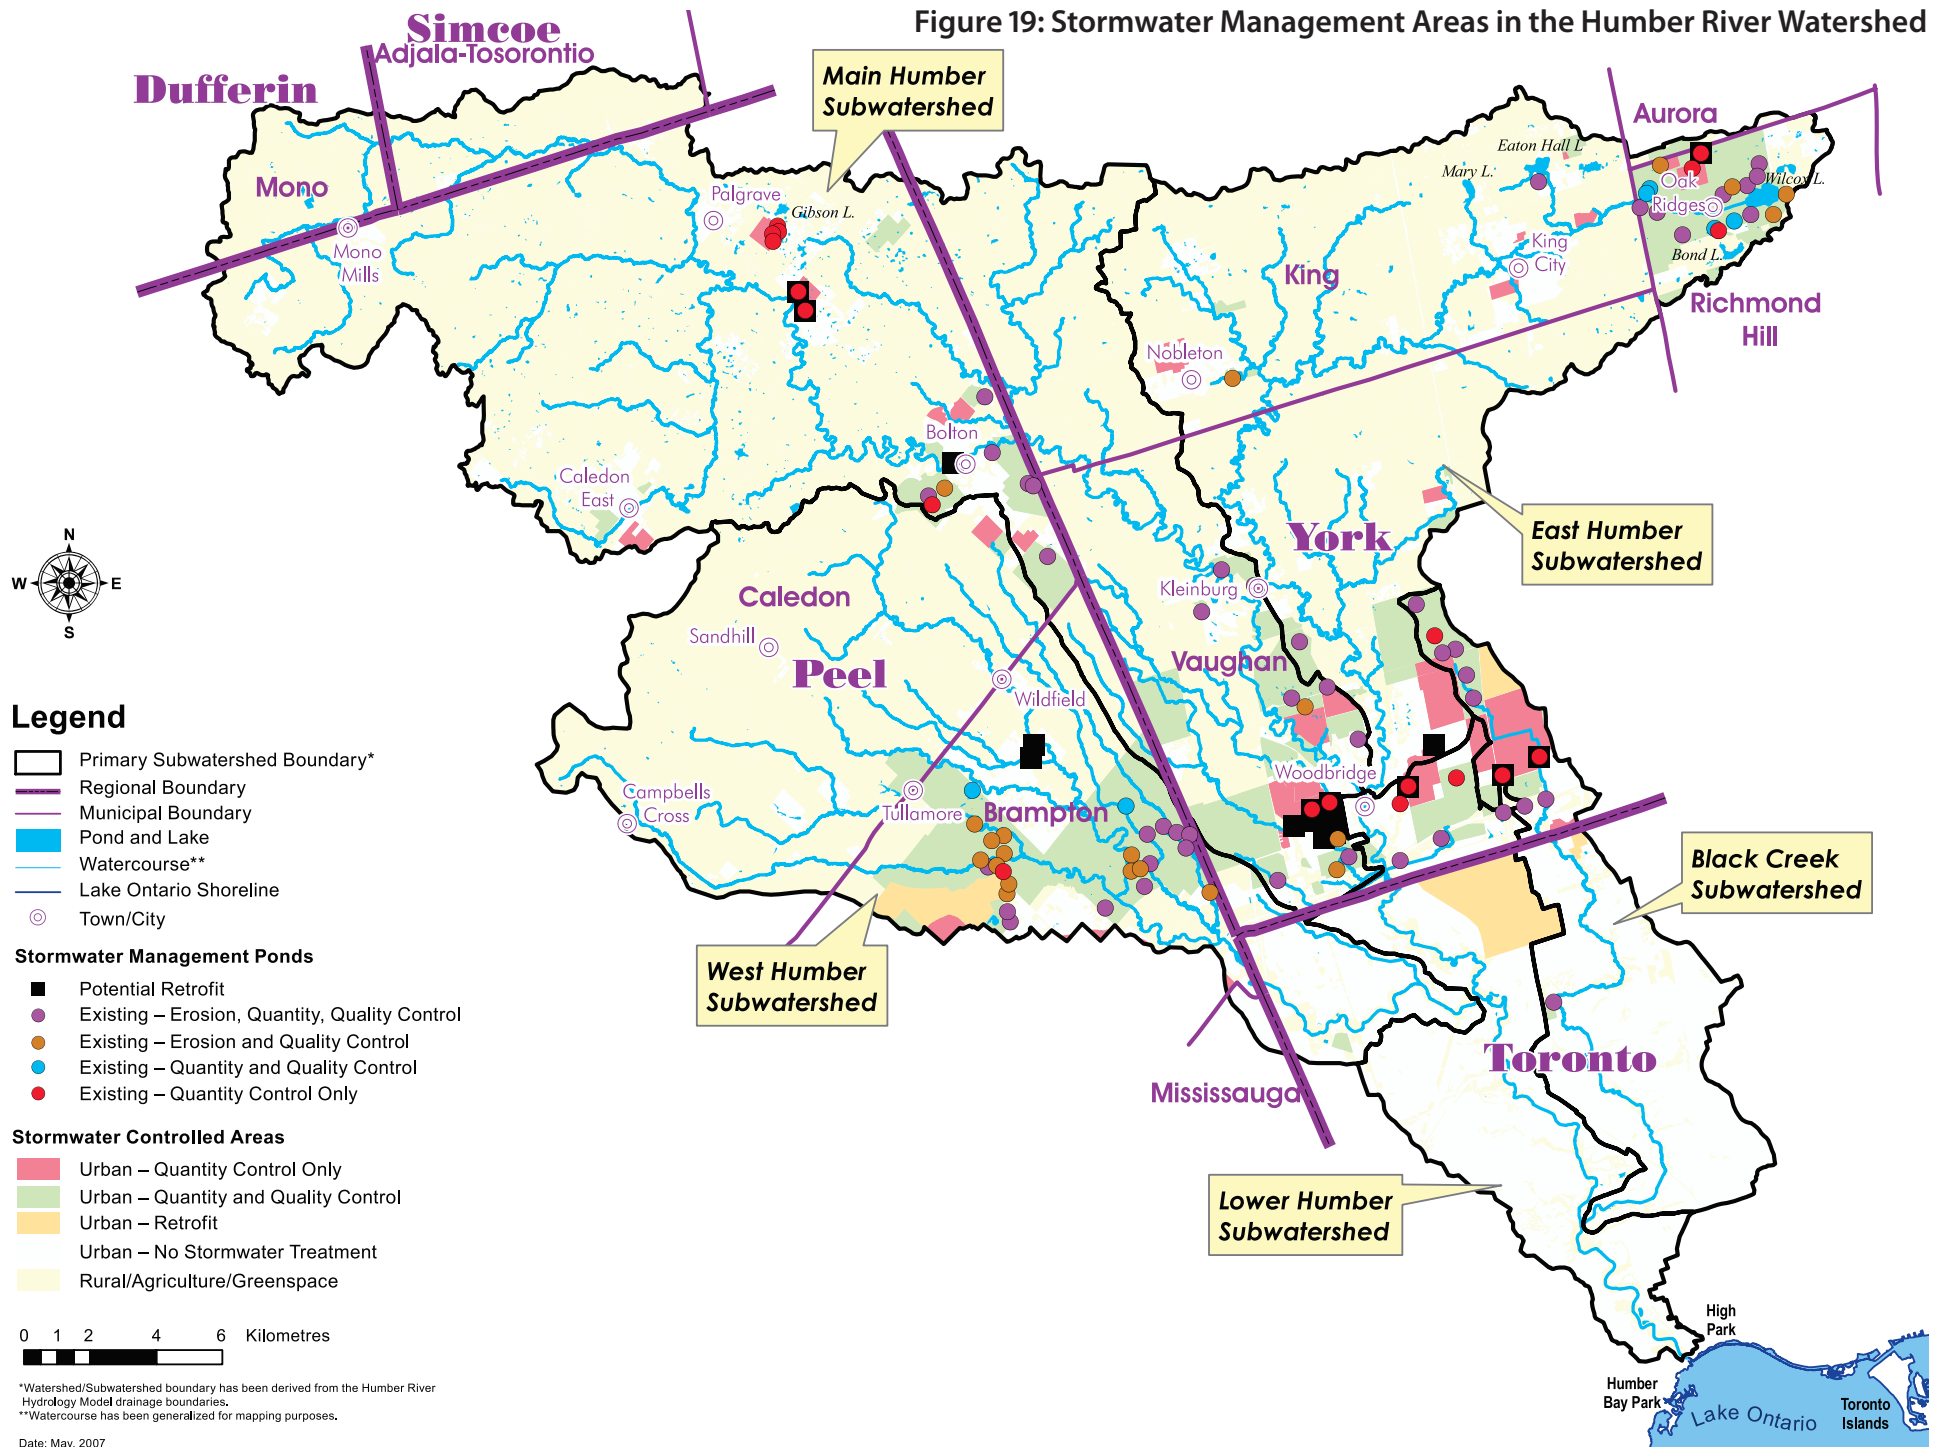 Figure 19: Stormwater Management Areas in the Humber River Watershed
Simcoe
Adjala-Tosorontio
Dufferin
Main Humber
Subwatershed
Aurora
Eaton Hall L
Mary L.
Oak
Ridges
Wilcox L.
Mono
Palgrave
Gibson L.
Mono
Mills
King
City
Bond L.
King
Richmond
Hill
Nobleton
Bolton
Caledon
East
N
W
E
S
York
East Humber
Subwatershed
Kleinburg
Caledon
Sandhill
Peel
Vaughan
Wildfield
Woodbridge
Campbells
Cross
Tullamore
Brampton
Black Creek
Subwatershed
West Humber
Subwatershed
Toronto
Mississauga
Lower Humber
Subwatershed
High
Park
Humber
Bay Park
Lake Ontario
Toronto
Islands
Legend
Primary Subwatershed Boundary*
Regional Boundary
Municipal Boundary
Pond and Lake
Watercourse**
Lake Ontario Shoreline
Town/City
Stormwater Management Ponds
Potential Retrofit
Existing – Erosion, Quantity, Quality Control
Existing – Erosion and Quality Control
Existing – Quantity and Quality Control
Existing – Quantity Control Only
Stormwater Controlled Areas
Urban – Quantity Control Only
Urban – Quantity and Quality Control
Urban – Retrofit
Urban – No Stormwater Treatment
Rural/Agriculture/Greenspace
0 1 2 4 6 Kilometres
*Watershed/Subwatershed boundary has been derived from the Humber River
Hydrology Model drainage boundaries.
**Watercourse has been generalized for mapping purposes.
Date: May, 2007